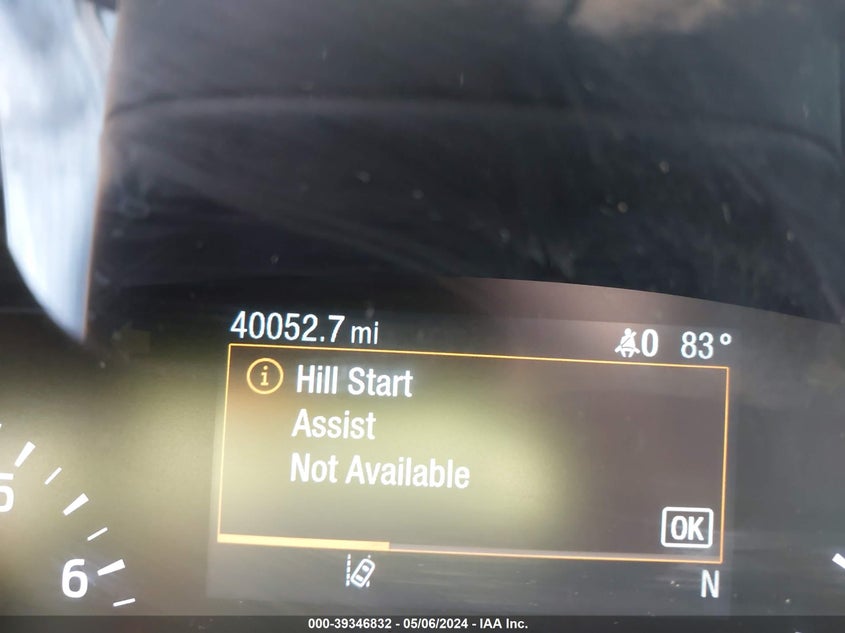 40052.7 mi 0 83°
i Hill Start
Assist
Not Available
OK
5
6
N
000-39346832 - 05/06/2024 - IAA Inc.